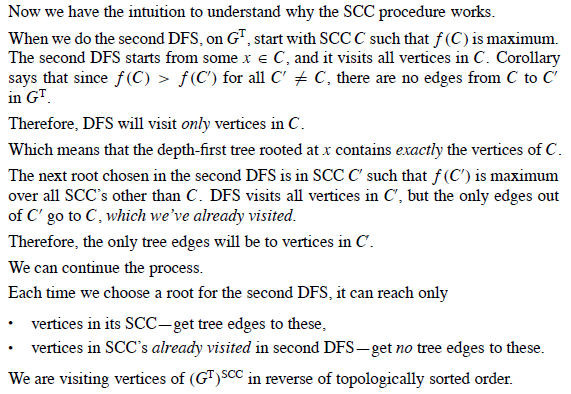 Now we have the intuition to understand why the SCC procedure works.
When we do the second DFS, on Gᵀ, start with SCC C such that f(C) is maximum.
The second DFS starts from some x ∈ C, and it visits all vertices in C. Corollary
says that since f(C) > f(C′) for all C′ ≠ C, there are no edges from C to C′
in Gᵀ.
Therefore, DFS will visit only vertices in C.
Which means that the depth-first tree rooted at x contains exactly the vertices of C.
The next root chosen in the second DFS is in SCC C′ such that f(C′) is maximum
over all SCC's other than C. DFS visits all vertices in C′, but the only edges out
of C′ go to C, which we've already visited.
Therefore, the only tree edges will be to vertices in C′.
We can continue the process.
Each time we choose a root for the second DFS, it can reach only
• vertices in its SCC—get tree edges to these,
• vertices in SCC's already visited in second DFS—get no tree edges to these.
We are visiting vertices of (Gᵀ)ˢᶜᶜ in reverse of topologically sorted order.